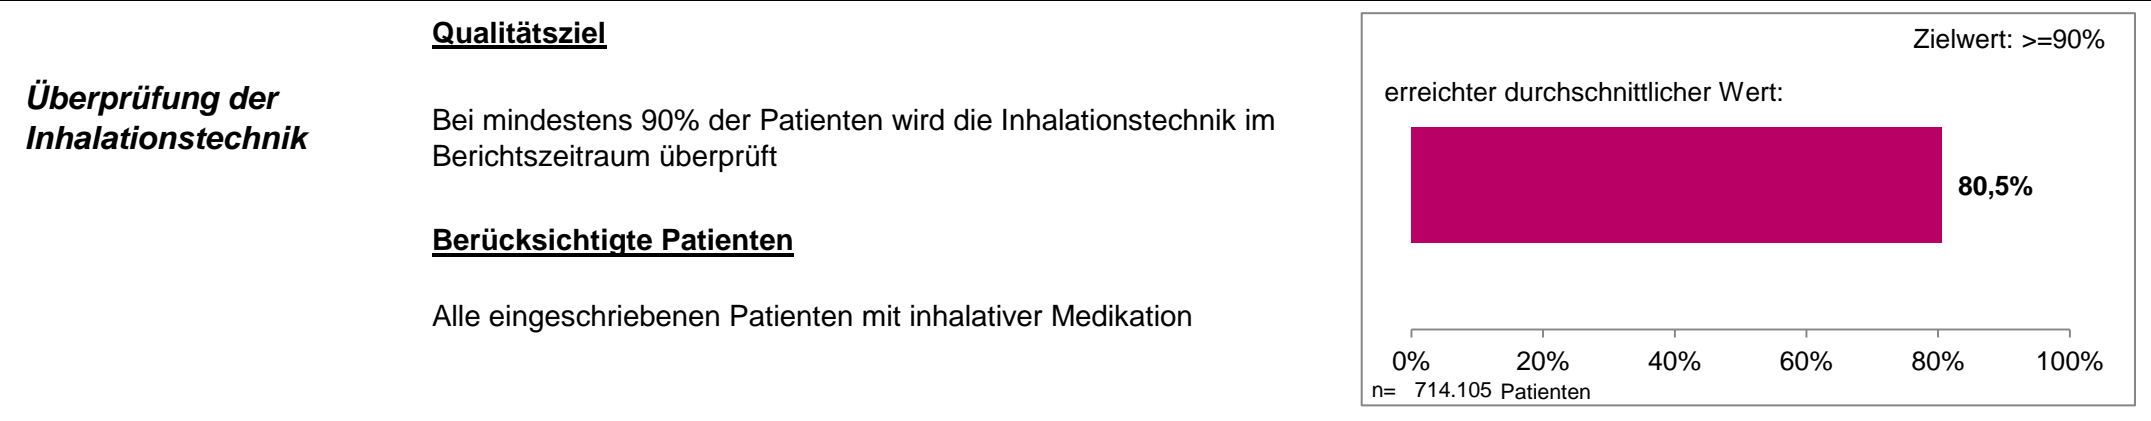 Überprüfung der
Inhalationstechnik
Qualitätsziel
Bei mindestens 90% der Patienten wird die Inhalationstechnik im
Berichtszeitraum überprüft
Berücksichtigte Patienten
Alle eingeschriebenen Patienten mit inhalativer Medikation
Zielwert: >=90%
erreichter durchschnittlicher Wert:
80,5%
0% 20% 40% 60% 80% 100%
n= 714.105 Patienten